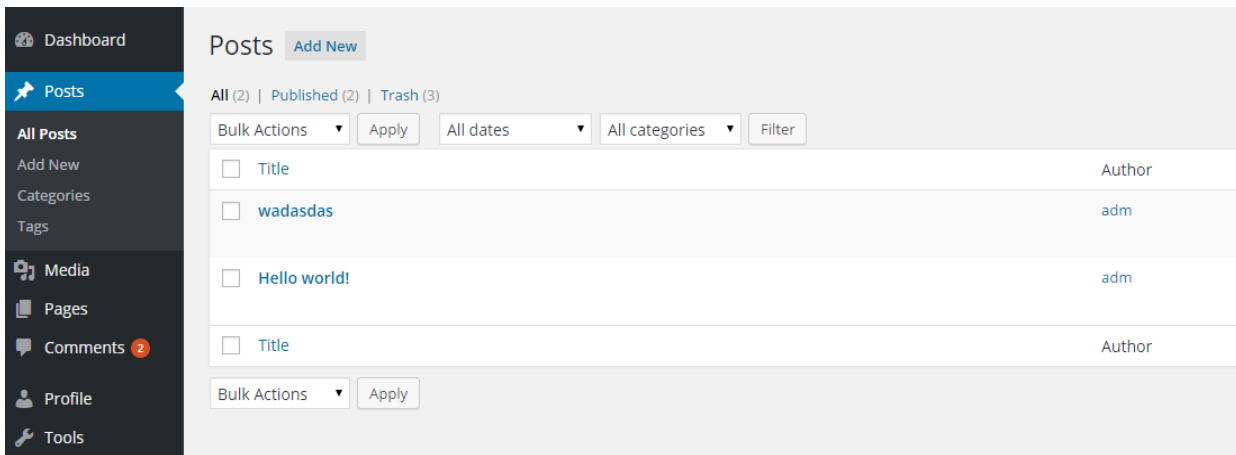 Dashboard
Posts
All Posts
Add New
Categories
Tags
Media
Pages
Comments 2
Profile
Tools
Posts Add New
All (2) | Published (2) | Trash (3)
Bulk Actions Apply All dates All categories Filter
Title Author
wadasdas adm
Hello world! adm
Title Author
Bulk Actions Apply